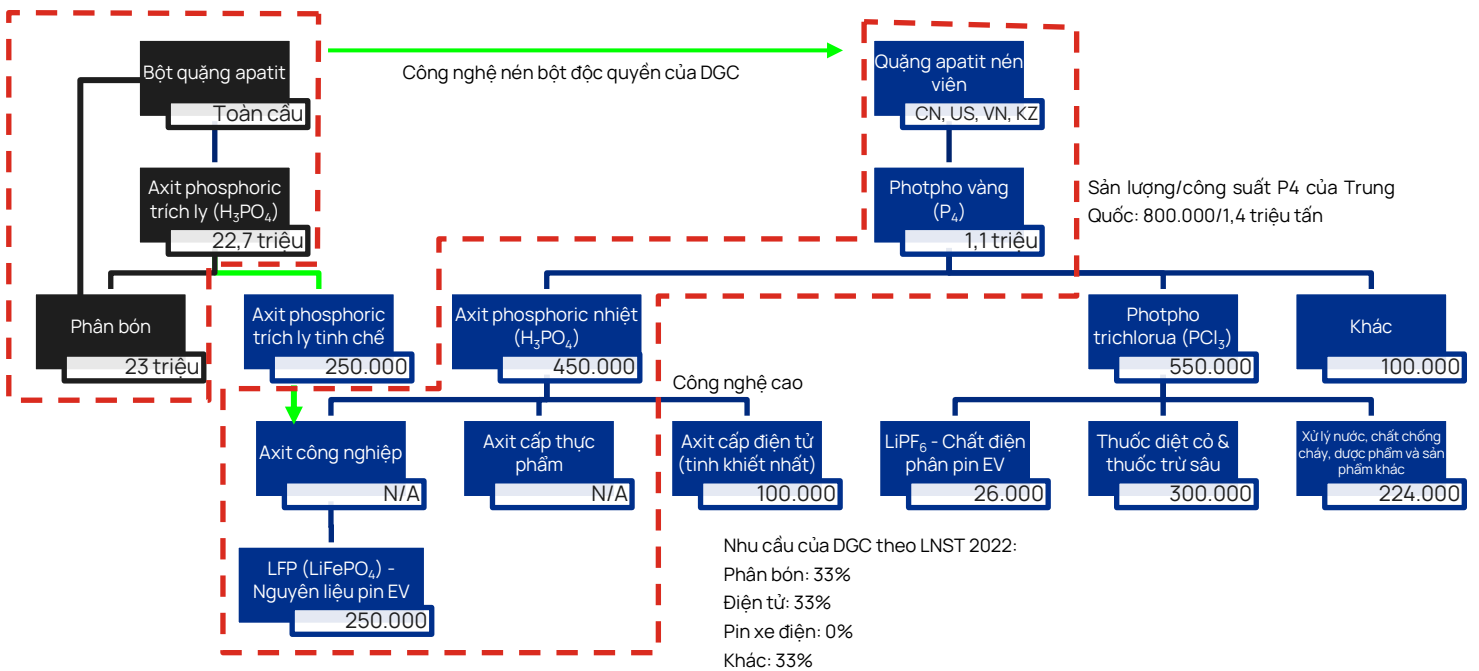 Bột quặng apatit
Toàn cầu
Công nghệ nén bột độc quyền của DGC
Quặng apatit nén
viên
CN, US, VN, KZ
Axit phosphoric
trích ly (H₃PO₄)
22,7 triệu
Photpho vàng
(P₄)
1,1 triệu
Sản lượng/công suất P4 của Trung
Quốc: 800.000/1,4 triệu tấn
Phân bón
23 triệu
Axit phosphoric
trích ly tinh chế
250.000
Axit phosphoric nhiệt
(H₃PO₄)
450.000
Photpho
trichlorua (PCl₃)
550.000
Khác
100.000
Công nghệ cao
Axit công nghiệp
N/A
Axit cấp thực
phẩm
N/A
Axit cấp điện tử
(tinh khiết nhất)
100.000
LiPF₆ - Chất điện
phân pin EV
26.000
Thuốc diệt cỏ &
thuốc trừ sâu
300.000
Xử lý nước, chất chống
cháy, dược phẩm và sản
phẩm khác
224.000
LFP (LiFePO₄) -
Nguyên liệu pin EV
250.000
Nhu cầu của DGC theo LNST 2022:
Phân bón: 33%
Điện tử: 33%
Pin xe điện: 0%
Khác: 33%